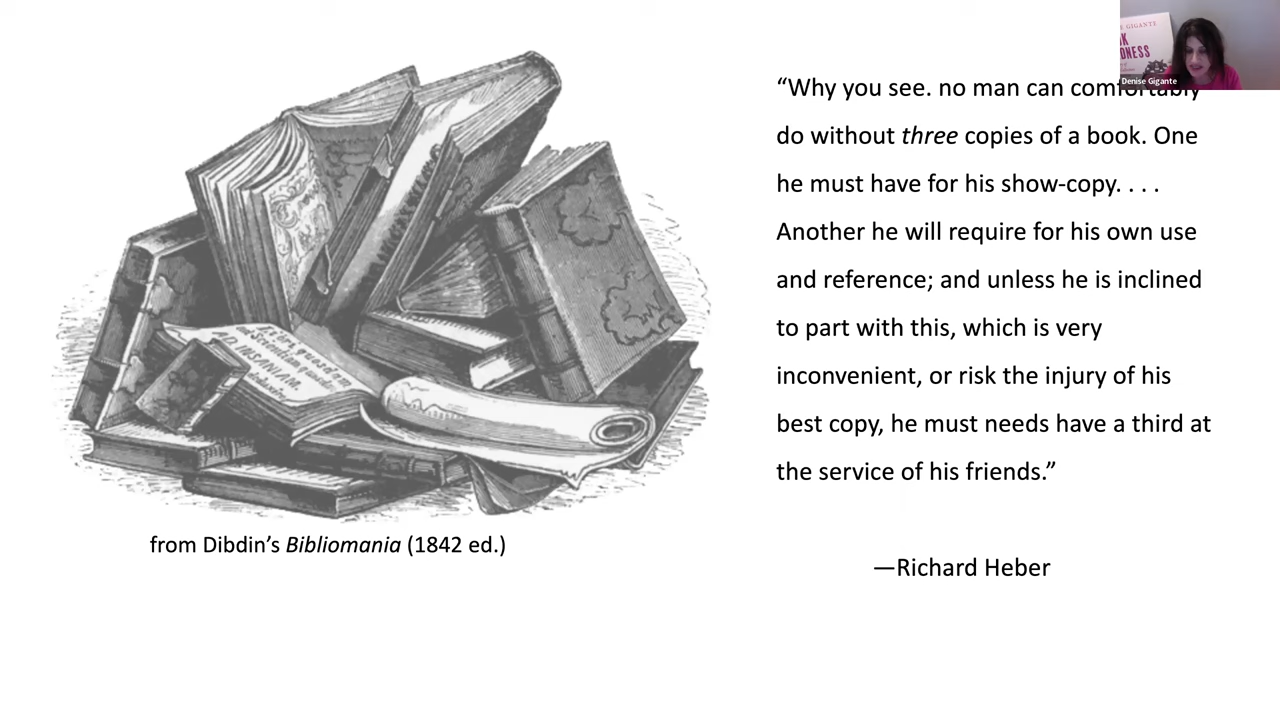 “Why you see. no man can comfortably
do without three copies of a book. One
he must have for his show-copy. . . .
Another he will require for his own use
and reference; and unless he is inclined
to part with this, which is very
inconvenient, or risk the injury of his
best copy, he must needs have a third at
the service of his friends.”
—Richard Heber
from Dibdin’s Bibliomania (1842 ed.)
INSANIAM.
GIGANTE
Denise Gigante